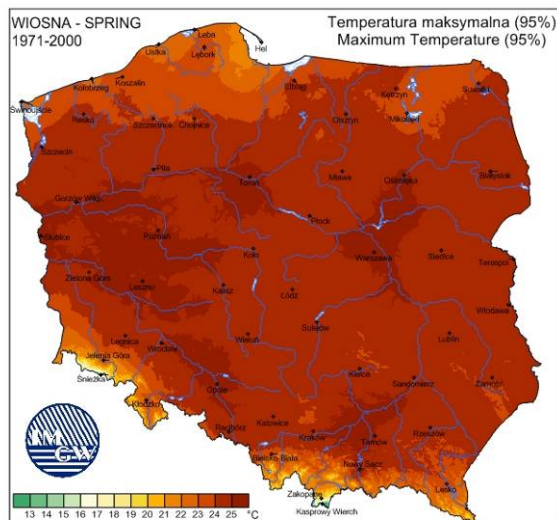 WIOSNA - SPRING
1971-2000
Temperatura maksymalna (95%)
Maximum Temperature (95%)
Łeba
Ustka
Lębork
Hel
Koszalin
Kołobrzeg
Elbląg
Kętrzyn
Suwałki
Świnoujście
Resko
Szczecinek
Chojnice
Olsztyn
Mikołajki
Szczecin
Piła
Toruń
Mława
Ostrołęka
Białystok
Gorzów Wlkp.
Płock
Słubice
Poznań
Koło
Warszawa
Siedlce
Terespol
Zielona Góra
Leszno
Kalisz
Łódź
Włodawa
Sulejów
Legnica
Wieluń
Lublin
Jelenia Góra
Wrocław
Śnieżka
Kielce
Opole
Sandomierz
Zamość
Kłodzko
Katowice
Racibórz
Kraków
Tarnów
Rzeszów
Bielsko-Biała
Nowy Sącz
Lesko
Zakopane
Kasprowy Wierch
IM
G.W
13 14 15 16 17 18 19 20 21 22 23 24 25 °C